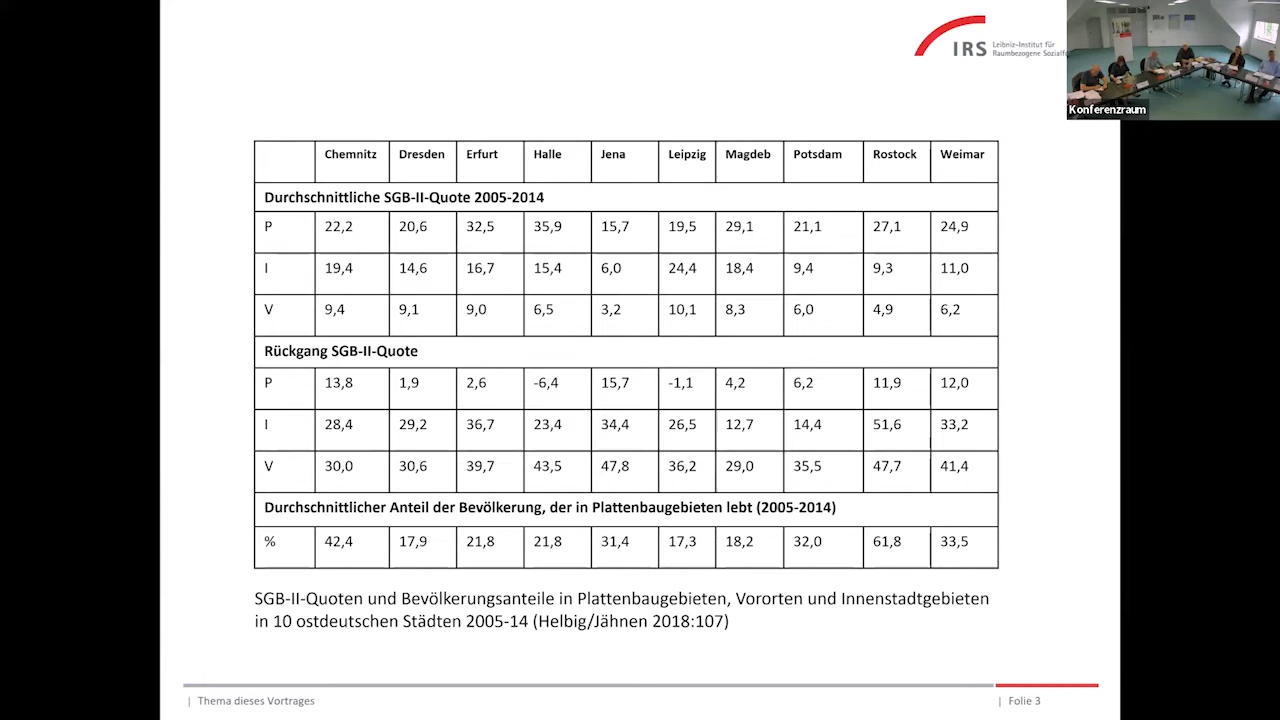 IRS Leibniz-Institut für
Raumbezogene
Konferenzraum
Chemnitz Dresden Erfurt Halle Jena Leipzig Magdeb Potsdam Rostock Weimar
Durchschnittliche SGB-II-Quote 2005-2014
P 22,2 20,6 32,5 35,9 15,7 19,5 29,1 21,1 27,1 24,9
I 19,4 14,6 16,7 15,4 6,0 24,4 18,4 9,4 9,3 11,0
V 9,4 9,1 9,0 6,5 3,2 10,1 8,3 6,0 4,9 6,2
Rückgang SGB-II-Quote
P 13,8 1,9 2,6 -6,4 15,7 -1,1 4,2 6,2 11,9 12,0
I 28,4 29,2 36,7 23,4 34,4 26,5 12,7 14,4 51,6 33,2
V 30,0 30,6 39,7 43,5 47,8 36,2 29,0 35,5 47,7 41,4
Durchschnittlicher Anteil der Bevölkerung, der in Plattenbaugebieten lebt (2005-2014)
% 42,4 17,9 21,8 21,8 31,4 17,3 18,2 32,0 61,8 33,5
SGB-II-Quoten und Bevölkerungsanteile in Plattenbaugebieten, Vororten und Innenstadtgebieten
in 10 ostdeutschen Städten 2005-14 (Helbig/Jähnen 2018:107)
| Thema dieses Vortrages
| Folie 3